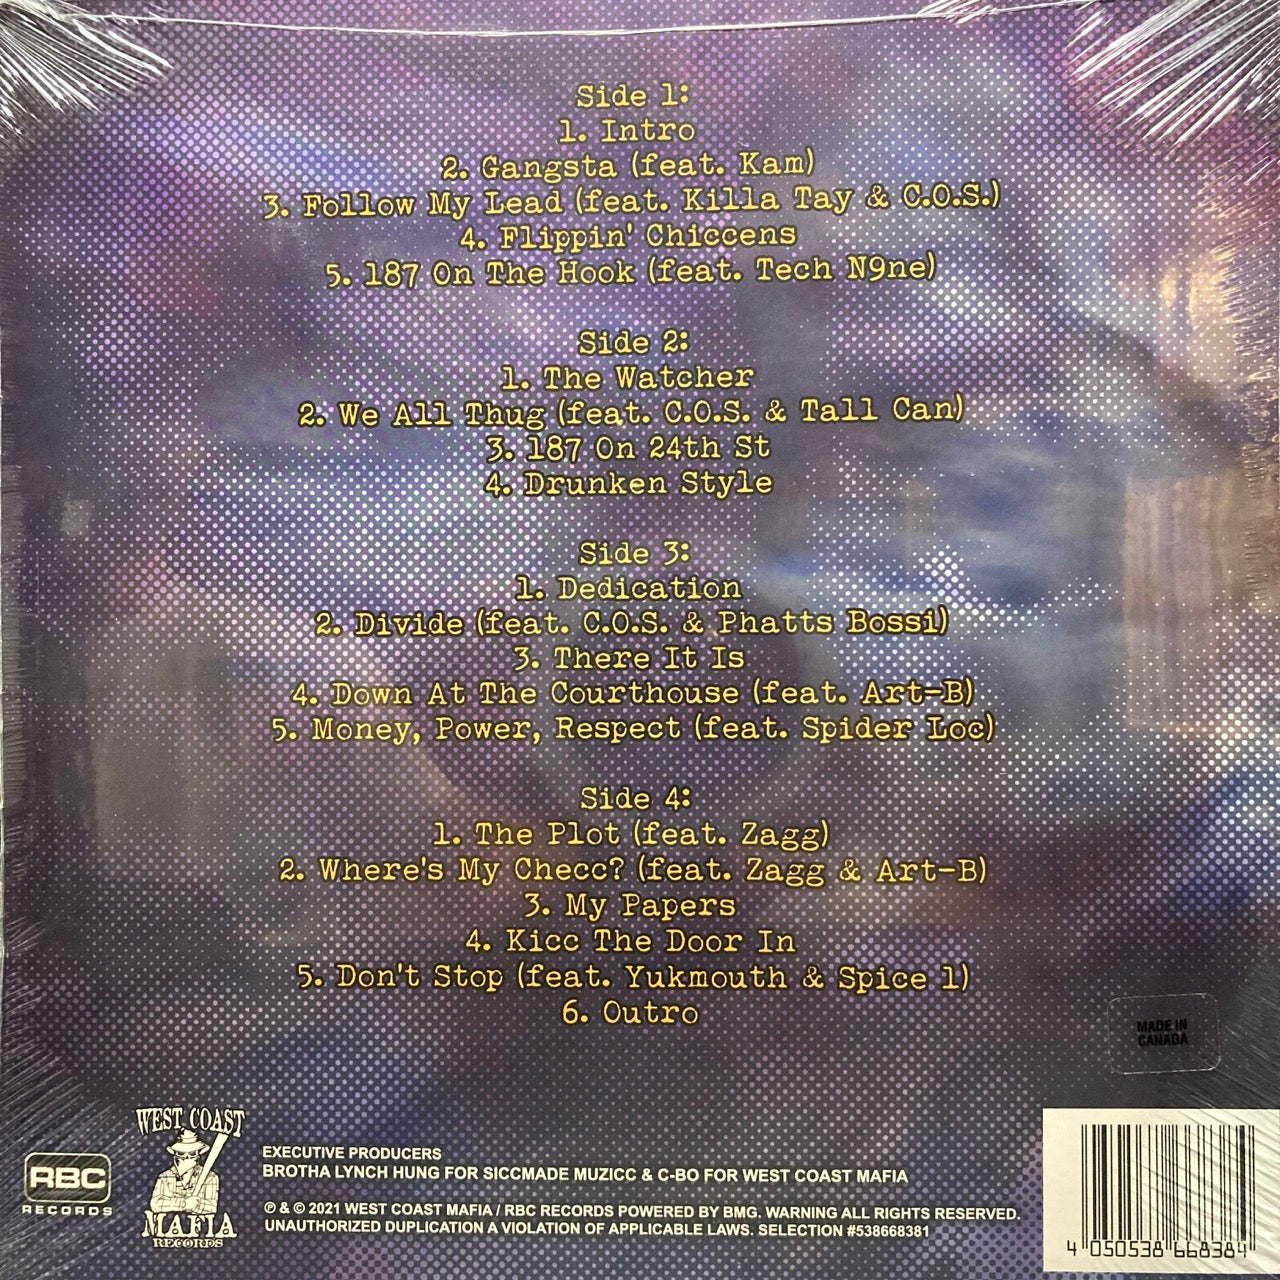 Side 1:
1. Intro
2. Gangsta (feat. Kam)
3. Follow My Lead (feat. Killa Tay & C.O.S.)
4. Flippin' Chiccens
5. 187 On The Hook (feat. Tech N9ne)
Side 2:
1. The Watcher
2. We All Thug (feat. C.O.S. & Tall Can)
3. 187 On 24th St
4. Drunken Style
Side 3:
1. Dedication
2. Divide (feat. C.O.S. & Phatts Bossi)
3. There It Is
4. Down At The Courthouse (feat. Art-B)
5. Money, Power, Respect (feat. Spider Loc)
Side 4:
1. The Plot (feat. Zagg)
2. Where's My Checc? (feat. Zagg & Art-B)
3. My Papers
4. Kicc The Door In
5. Don't Stop (feat. Yukmouth & Spice 1)
6. Outro
MADE IN
CANADA
RBC
RECORDS
WEST COAST
MAFIA
RECORDS
EXECUTIVE PRODUCERS
BROTHA LYNCH HUNG FOR SICCMADE MUZICC & C-BO FOR WEST COAST MAFIA
℗ & © 2021 WEST COAST MAFIA / RBC RECORDS POWERED BY BMG. WARNING ALL RIGHTS RESERVED.
UNAUTHORIZED DUPLICATION A VIOLATION OF APPLICABLE LAWS. SELECTION #538668381
4 050538 668384